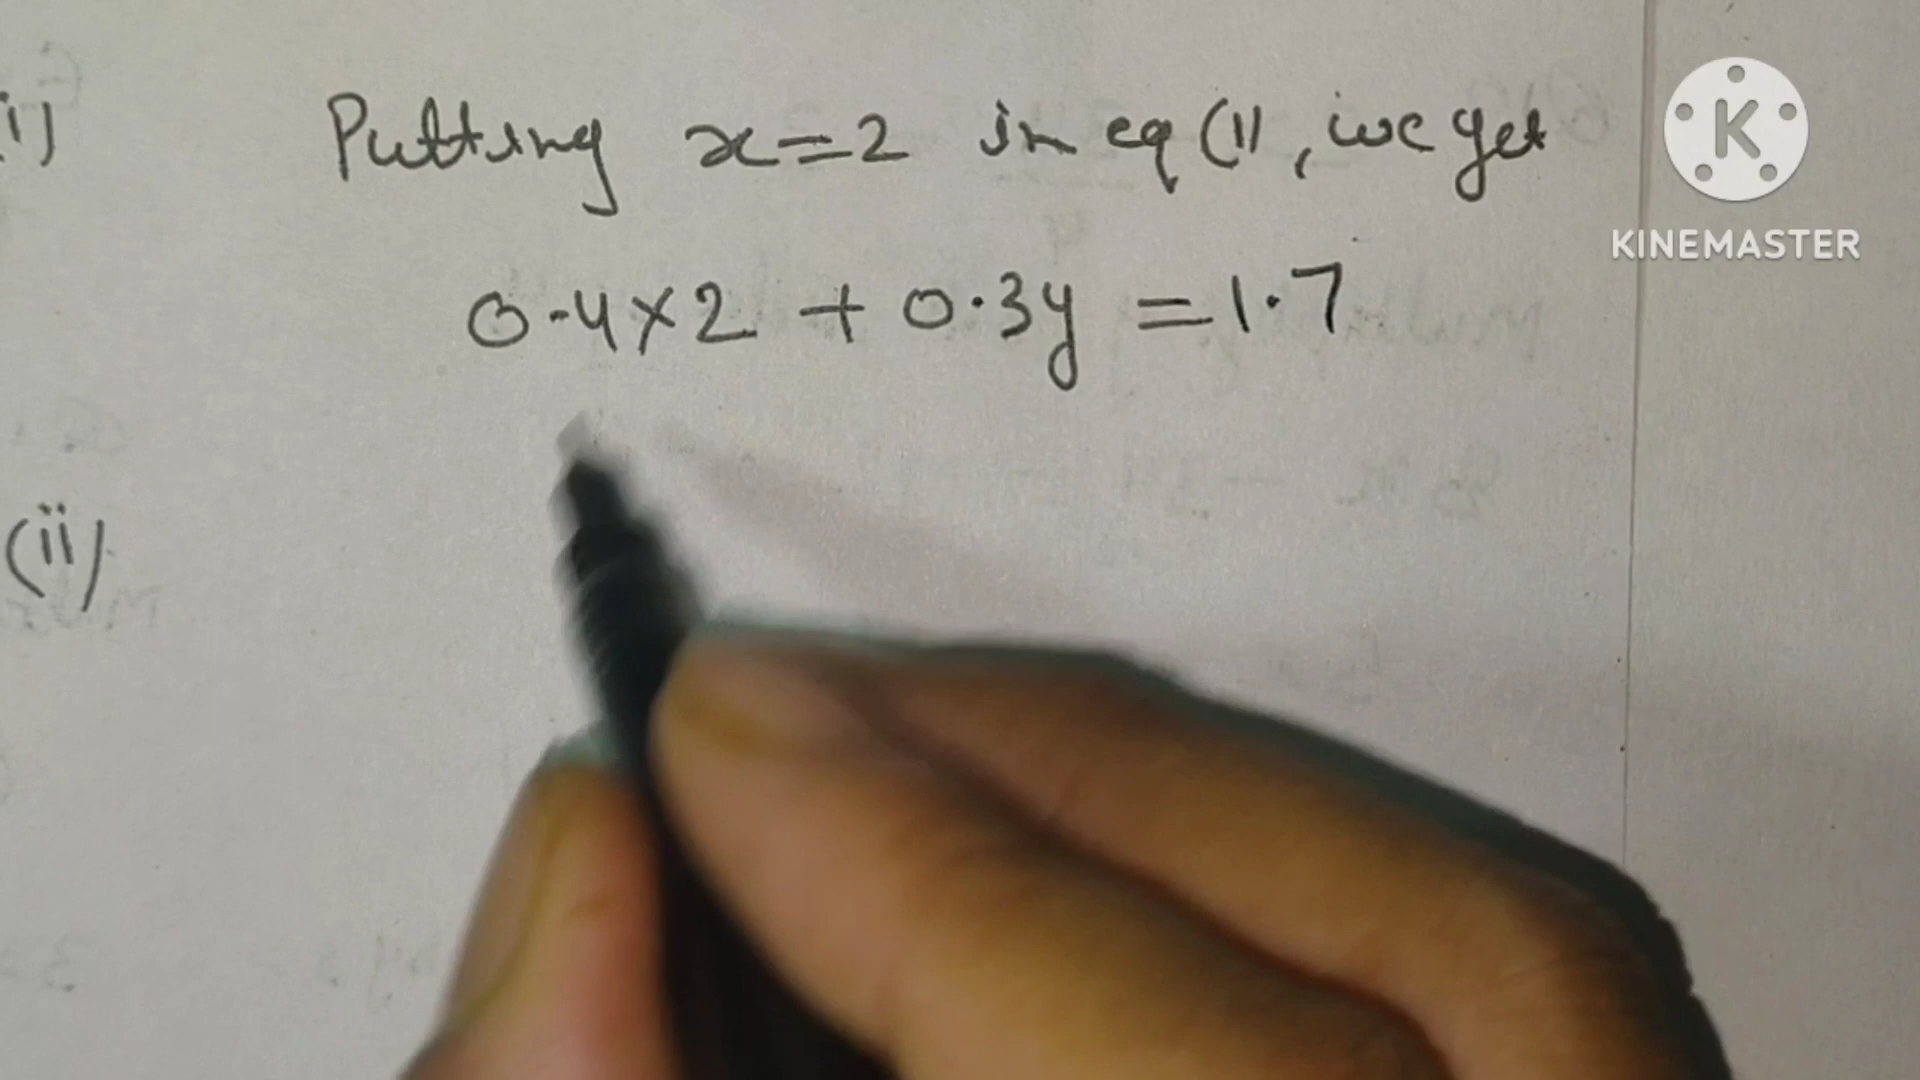 i) Putting x=2 in eq (1), we get
0.4×2 + 0.3y = 1.7
(ii)
K
KINEMASTER